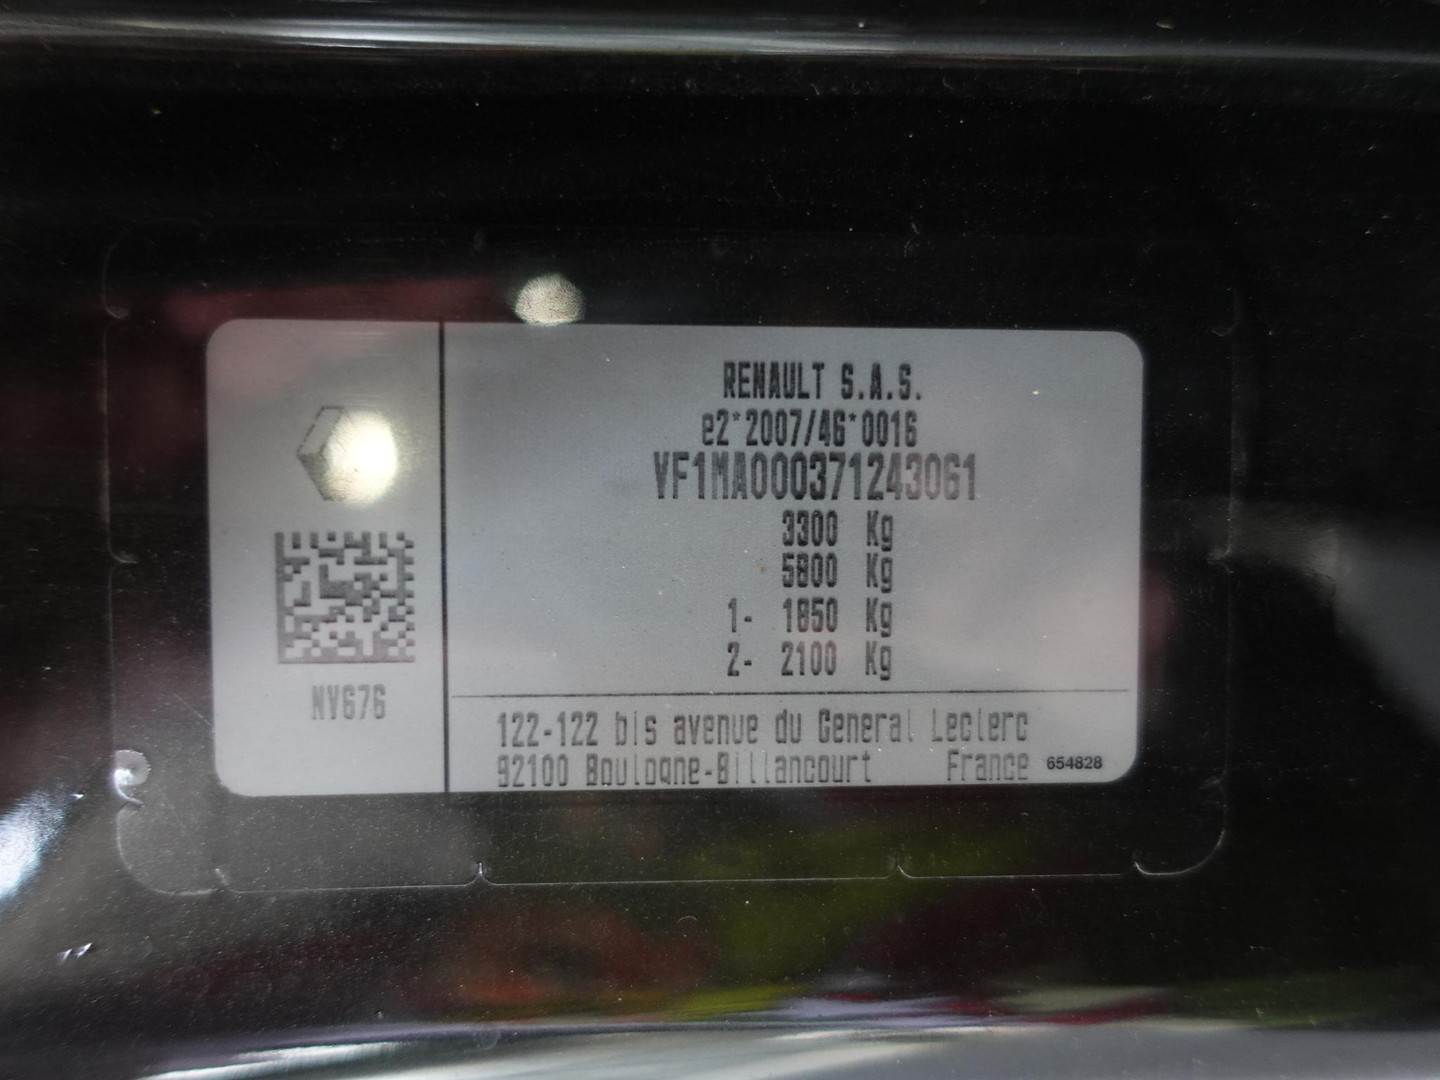 RENAULT S.A.S.
e2*2007/46*0016
VF1MA000371243061
3300 Kg
5800 Kg
1- 1850 Kg
2- 2100 Kg
NV676
122-122 bis avenue du General Leclerc
92100 Boulogne-Billancourt France 654828